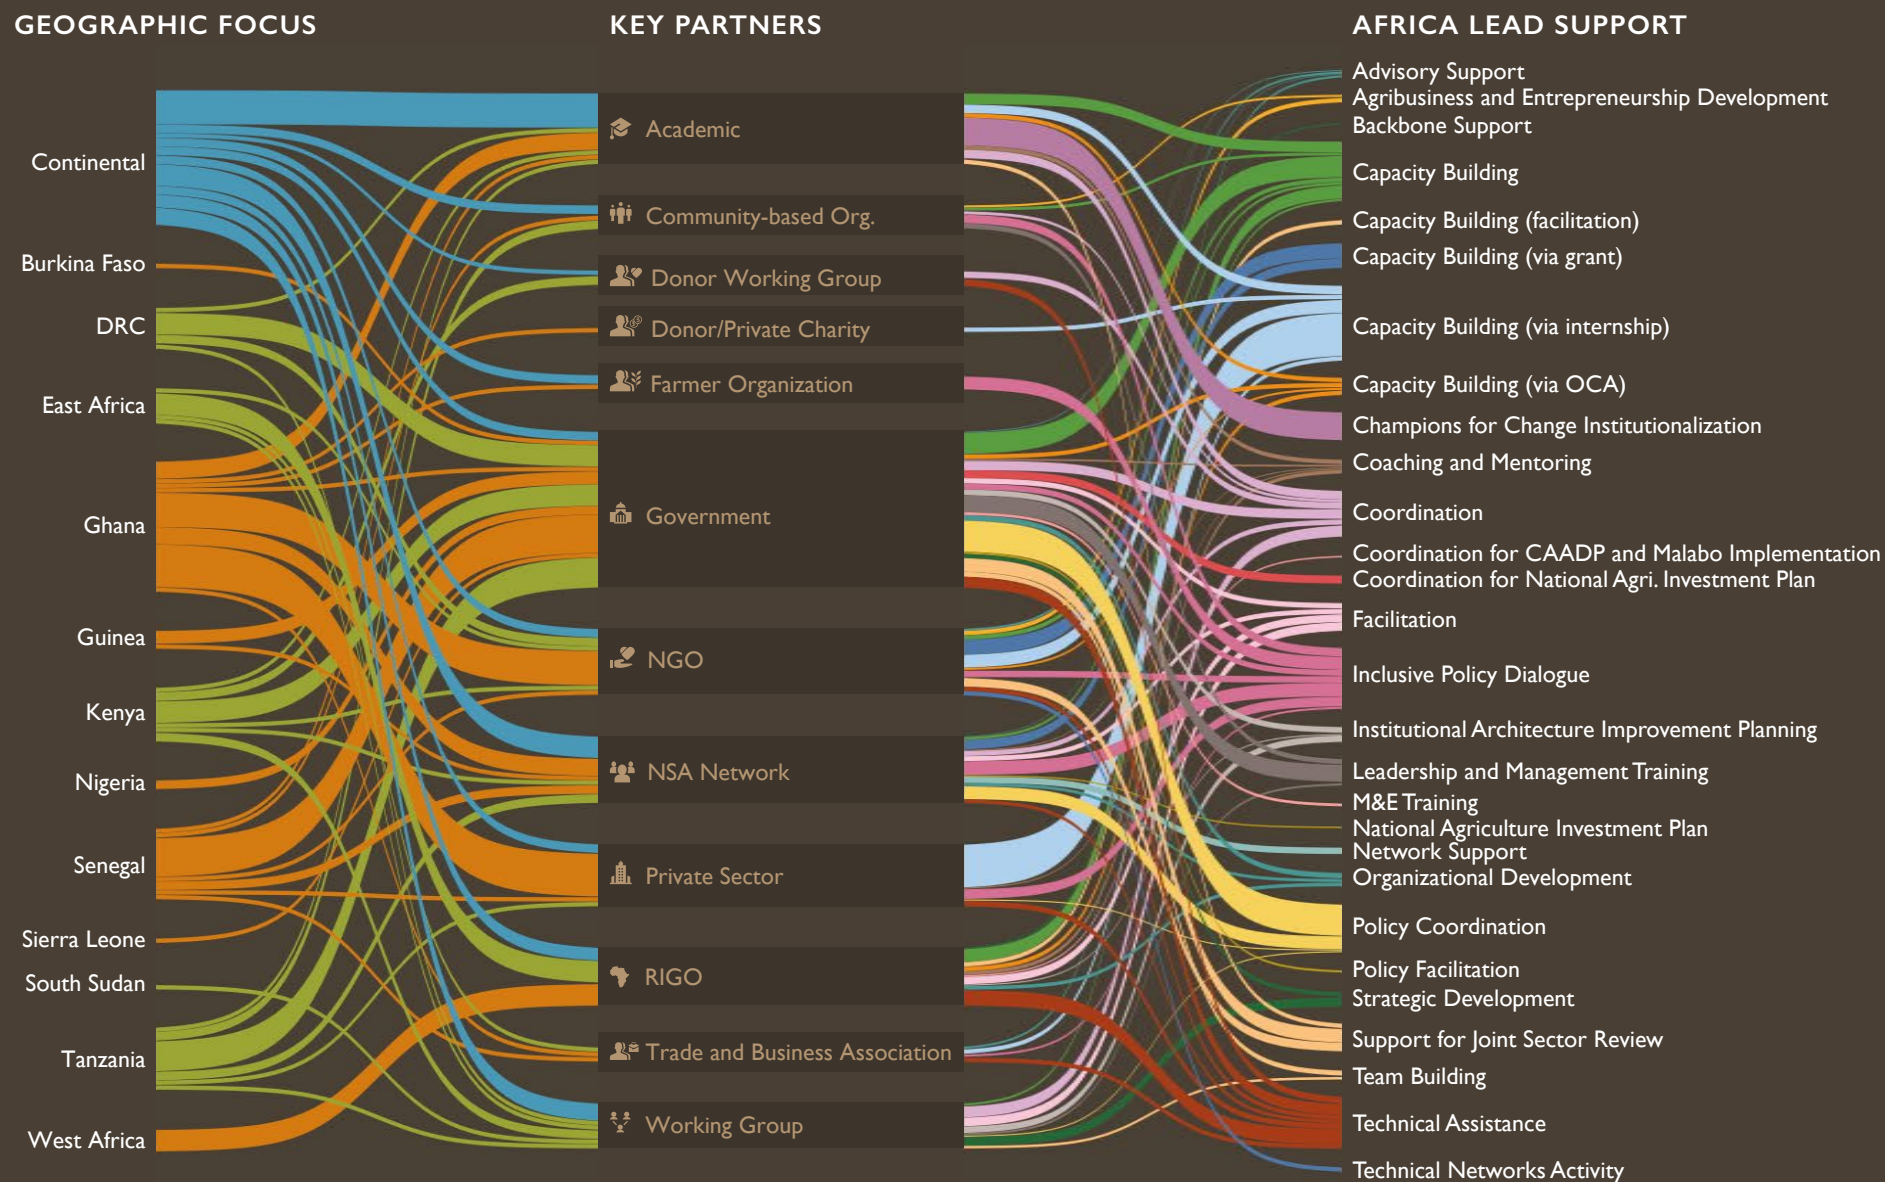 GEOGRAPHIC FOCUS
Continental
Burkina Faso
DRC
East Africa
Ghana
Guinea
Kenya
Nigeria
Senegal
Sierra Leone
South Sudan
Tanzania
West Africa
KEY PARTNERS
Academic
Community-based Org.
Donor Working Group
Donor/Private Charity
Farmer Organization
Government
NGO
NSA Network
Private Sector
RIGO
Trade and Business Association
Working Group
AFRICA LEAD SUPPORT
Advisory Support
Agribusiness and Entrepreneurship Development
Backbone Support
Capacity Building
Capacity Building (facilitation)
Capacity Building (via grant)
Capacity Building (via internship)
Capacity Building (via OCA)
Champions for Change Institutionalization
Coaching and Mentoring
Coordination
Coordination for CAADP and Malabo Implementation
Coordination for National Agri. Investment Plan
Facilitation
Inclusive Policy Dialogue
Institutional Architecture Improvement Planning
Leadership and Management Training
M&E Training
National Agriculture Investment Plan
Network Support
Organizational Development
Policy Coordination
Policy Facilitation
Strategic Development
Support for Joint Sector Review
Team Building
Technical Assistance
Technical Networks Activity